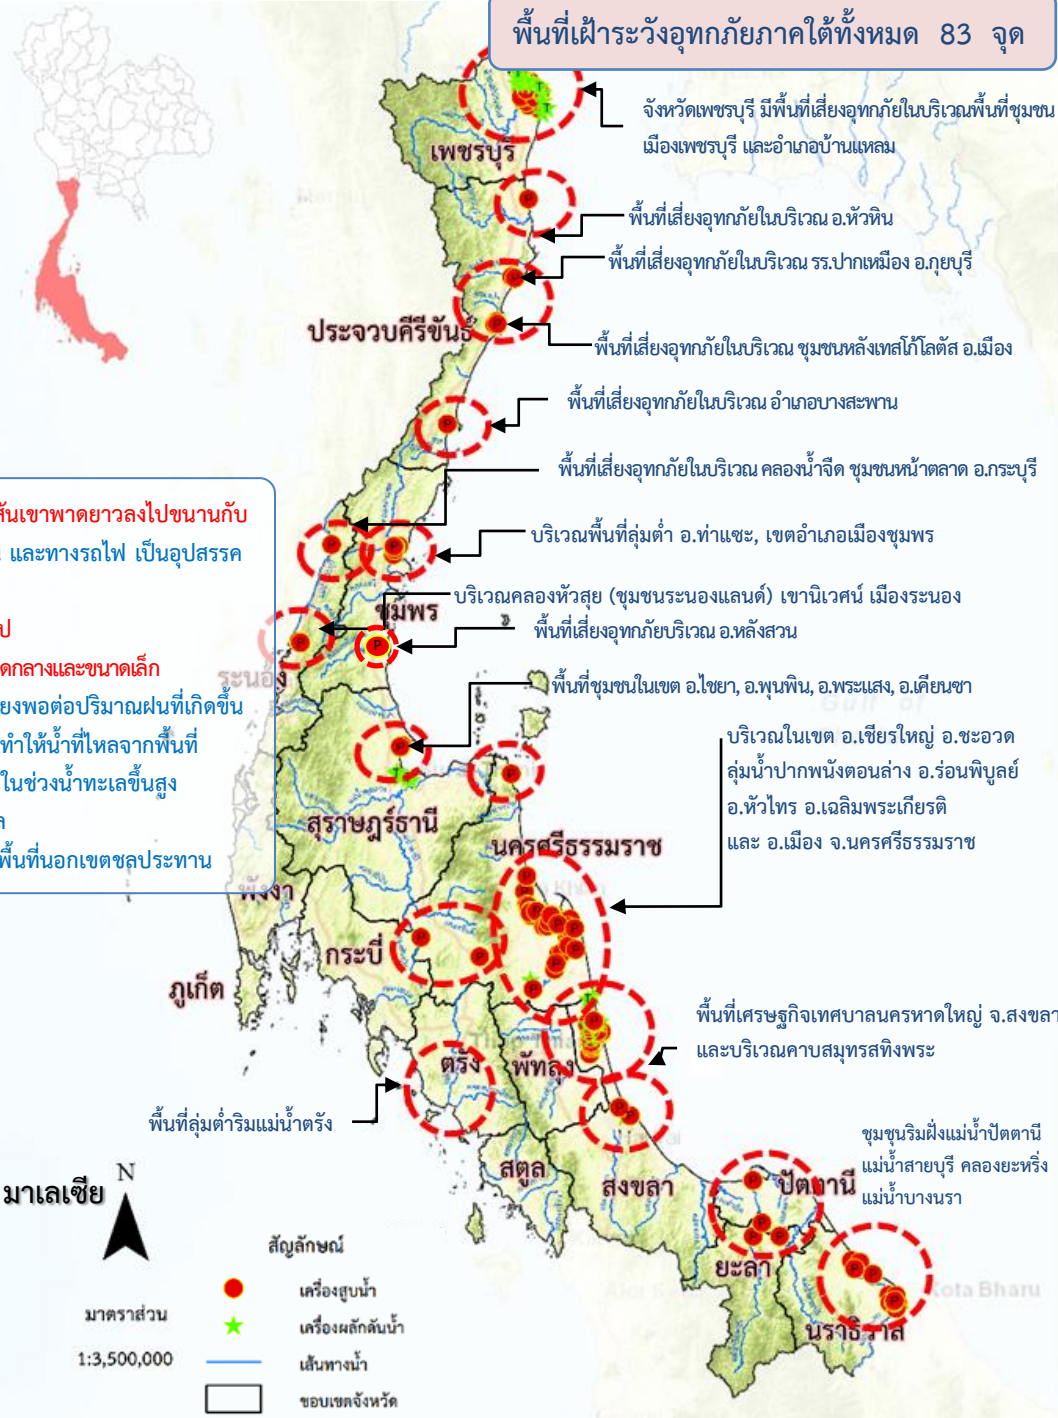 พื้นที่เฝ้าระวังอุทกภัยภาคใต้ทั้งหมด 83 จุด
จังหวัดเพชรบุรี มีพื้นที่เสี่ยงอุทกภัยในบริเวณพื้นที่ชุมชน
เมืองเพชรบุรี และอำเภอบ้านแหลม
เพชรบุรี
พื้นที่เสี่ยงอุทกภัยในบริเวณ อ.หัวหิน
พื้นที่เสี่ยงอุทกภัยในบริเวณ รร.ปากเหมือง อ.กุยบุรี
ประจวบคีรีขันธ์
พื้นที่เสี่ยงอุทกภัยในบริเวณ ชุมชนหลังเทสโก้โลตัส อ.เมือง
พื้นที่เสี่ยงอุทกภัยในบริเวณ อำเภอบางสะพาน
พื้นที่เสี่ยงอุทกภัยในบริเวณ คลองน้ำจืด ชุมชนหน้าตลาด อ.กระบุรี
สันเขาพาดยาวลงไปขนานกับ
และทางรถไฟ เป็นอุปสรรค
ดกลางและขนาดเล็ก
ยงพอต่อปริมาณฝนที่เกิดขึ้น
ทำให้น้ำที่ไหลจากพื้นที่
ในช่วงน้ำทะเลขึ้นสูง
พื้นที่นอกเขตชลประทาน
บริเวณพื้นที่ลุ่มต่ำ อ.ท่าแซะ, เขตอำเภอเมืองชุมพร
บริเวณคลองหัวสุย (ชุมชนระนองแลนด์) เขานิเวศน์ เมืองระนอง
ชุมพร
พื้นที่เสี่ยงอุทกภัยบริเวณ อ.หลังสวน
ระนอง
พื้นที่ชุมชนในเขต อ.ไชยา, อ.พุนพิน, อ.พระแสง, อ.เคียนซา
Gulf of
บริเวณในเขต อ.เชียรใหญ่ อ.ชะอวด
ลุ่มน้ำปากพนังตอนล่าง อ.ร่อนพิบูลย์
อ.หัวไทร อ.เฉลิมพระเกียรติ
และ อ.เมือง จ.นครศรีธรรมราช
สุราษฎร์ธานี
นครศรีธรรมราช
พังงา
กระบี่
ภูเก็ต
พื้นที่เศรษฐกิจเทศบาลนครหาดใหญ่ จ.สงขลา
และบริเวณคาบสมุทรสทิงพระ
ตรัง
พัทลุง
พื้นที่ลุ่มต่ำริมแม่น้ำตรัง
ชุมชุนริมฝั่งแม่น้ำปัตตานี
แม่น้ำสายบุรี คลองยะหริ่ง
แม่น้ำบางนรา
สตูล
สงขลา
ปัตตานี
ยะลา
นราธิวาส
Kota Bharu
มาเลเซีย
N
มาตราส่วน
1:3,500,000
สัญลักษณ์
เครื่องสูบน้ำ
เครื่องผลักดันน้ำ
เส้นทางน้ำ
ขอบเขตจังหวัด